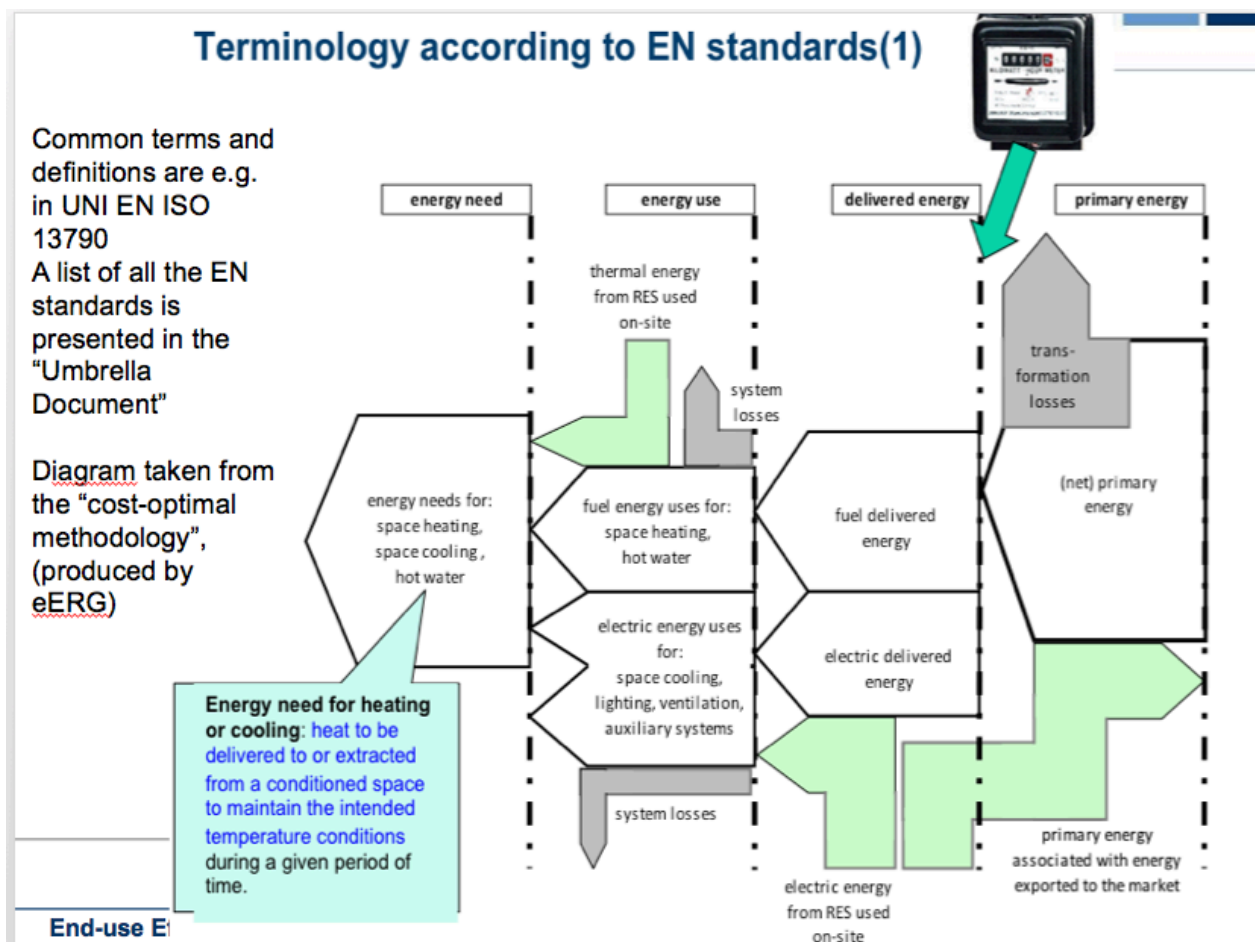 Terminology according to EN standards(1)
Common terms and
definitions are e.g.
in UNI EN ISO
13790
A list of all the EN
standards is
presented in the
“Umbrella
Document”
Diagram taken from
the “cost-optimal
methodology”,
(produced by
eERG)
energy need
energy use
delivered energy
primary energy
thermal energy
from RES used
on-site
system
losses
trans-
formation
losses
energy needs for:
space heating,
space cooling ,
hot water
fuel energy uses for:
space heating,
hot water
fuel delivered
energy
(net) primary
energy
electric energy uses
for:
space cooling,
lighting, ventilation,
auxiliary systems
electric delivered
energy
Energy need for heating
or cooling: heat to be
delivered to or extracted
from a conditioned space
to maintain the intended
temperature conditions
during a given period of
time.
system losses
electric energy
from RES used
on-site
primary energy
associated with energy
exported to the market
End-use Ef